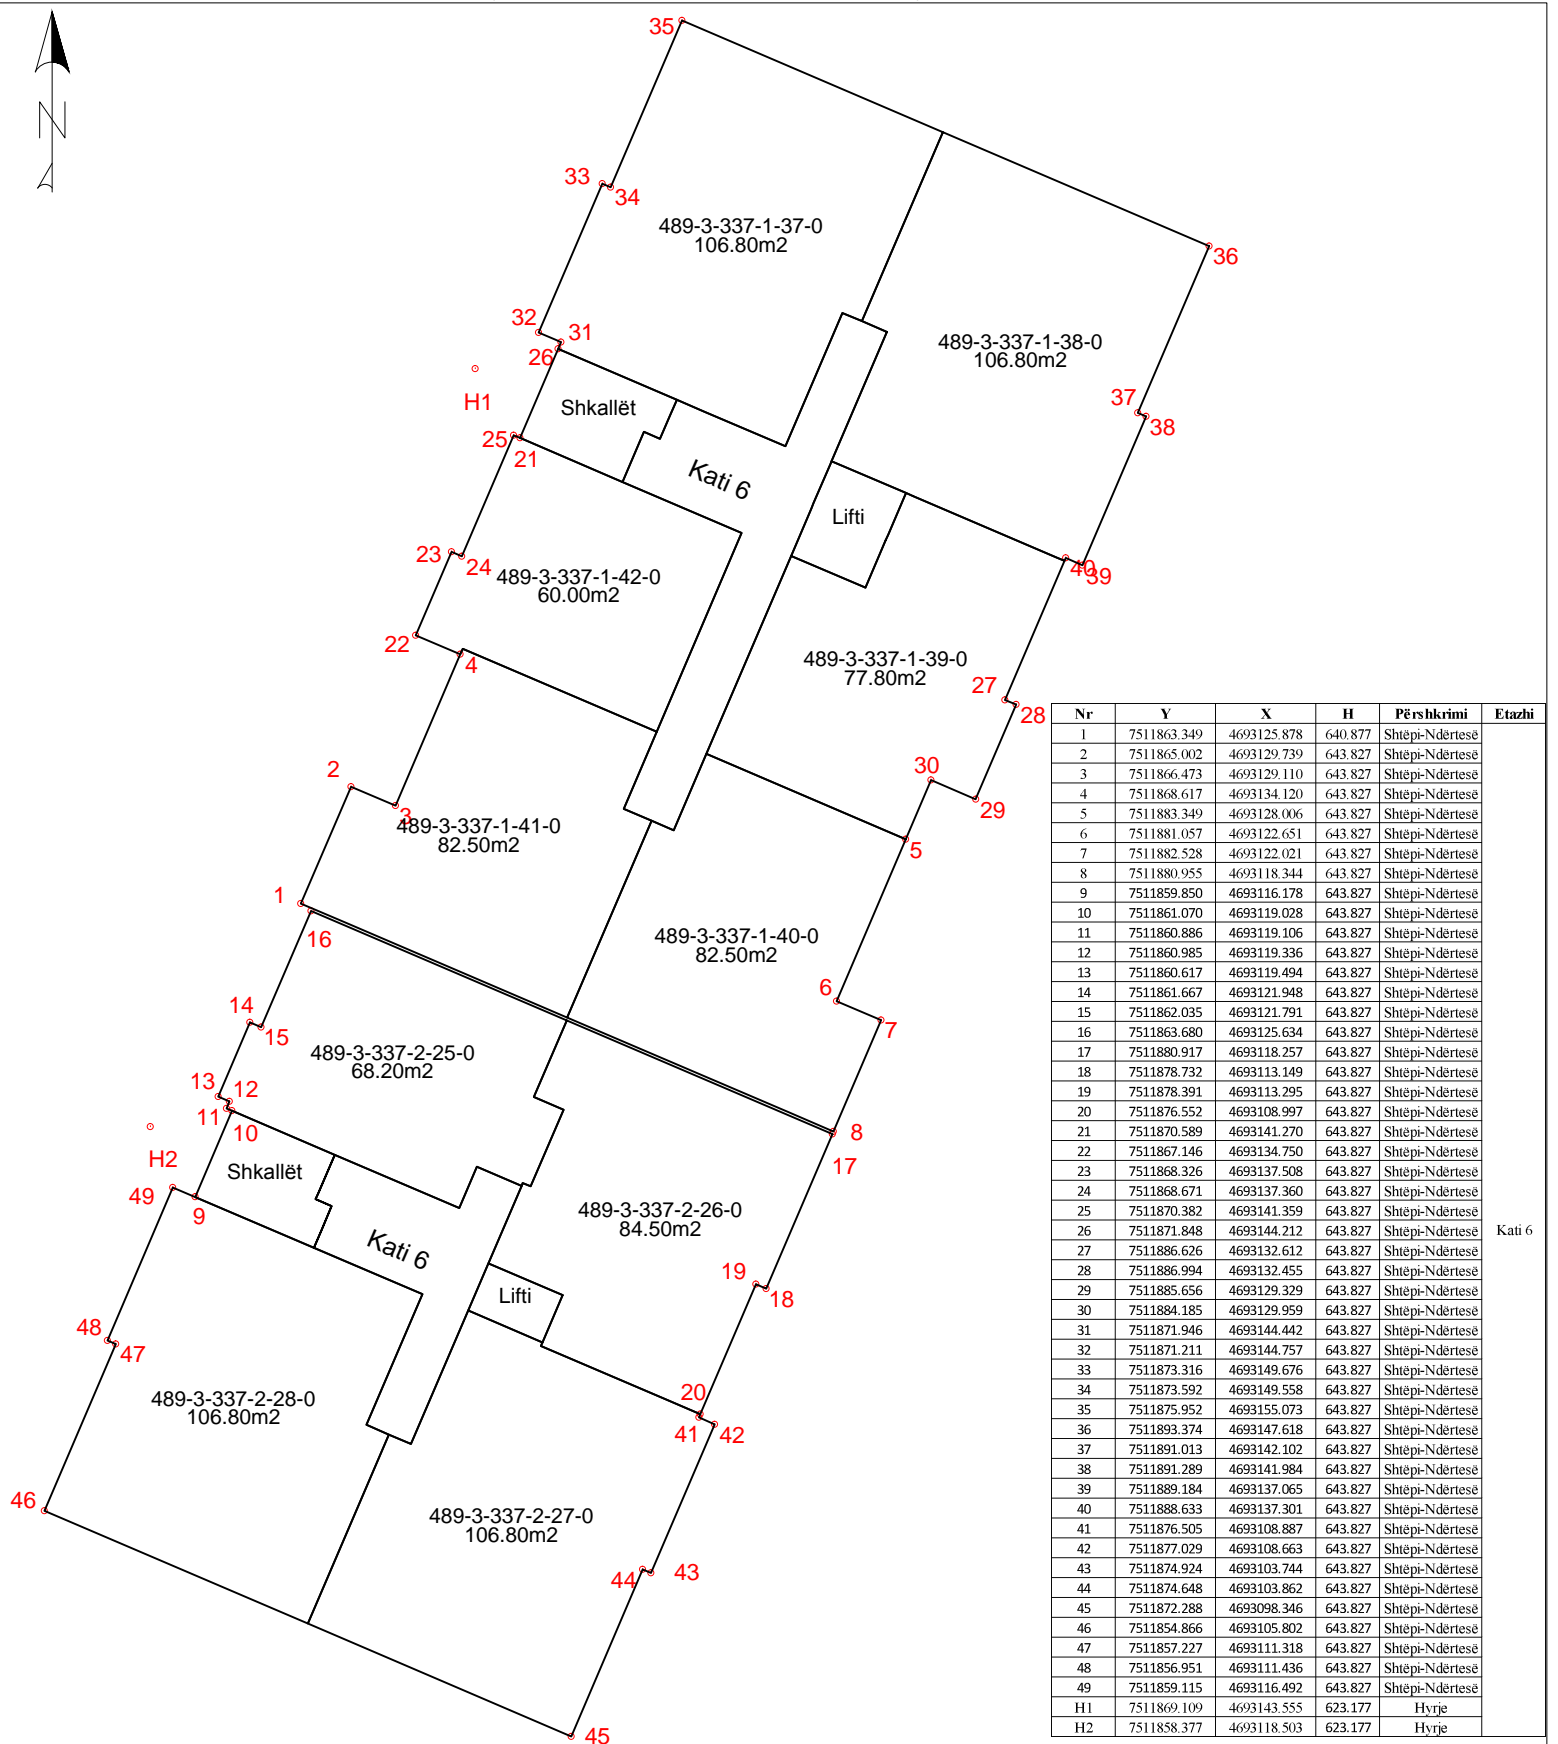 N
35
33
34
489-3-337-1-37-0
106.80m2
36
32
31
26
489-3-337-1-38-0
106.80m2
H1
Shkallët
37
38
25
21
Kati 6
Lifti
23
24
40
39
489-3-337-1-42-0
60.00m2
22
4
489-3-337-1-39-0
77.80m2
27
28
2
3
30
29
489-3-337-1-41-0
82.50m2
5
1
16
489-3-337-1-40-0
82.50m2
6
7
14
15
489-3-337-2-25-0
68.20m2
13
12
11
10
8
17
H2
Shkallët
49
9
489-3-337-2-26-0
84.50m2
Kati 6
19
18
Lifti
48
47
489-3-337-2-28-0
106.80m2
20
41
42
46
489-3-337-2-27-0
106.80m2
44
43
45
Nr Y X H Përshkrimi Etazhi
1 7511863.349 4693125.878 640.877 Shtëpi-Ndërtesë
2 7511865.002 4693129.739 643.827 Shtëpi-Ndërtesë
3 7511866.473 4693129.110 643.827 Shtëpi-Ndërtesë
4 7511868.617 4693134.120 643.827 Shtëpi-Ndërtesë
5 7511883.349 4693128.006 643.827 Shtëpi-Ndërtesë
6 7511881.057 4693122.651 643.827 Shtëpi-Ndërtesë
7 7511882.528 4693122.021 643.827 Shtëpi-Ndërtesë
8 7511880.955 4693118.344 643.827 Shtëpi-Ndërtesë
9 7511859.850 4693116.178 643.827 Shtëpi-Ndërtesë
10 7511861.070 4693119.028 643.827 Shtëpi-Ndërtesë
11 7511860.886 4693119.106 643.827 Shtëpi-Ndërtesë
12 7511860.985 4693119.336 643.827 Shtëpi-Ndërtesë
13 7511860.617 4693119.494 643.827 Shtëpi-Ndërtesë
14 7511861.667 4693121.948 643.827 Shtëpi-Ndërtesë
15 7511862.035 4693121.791 643.827 Shtëpi-Ndërtesë
16 7511863.680 4693125.634 643.827 Shtëpi-Ndërtesë
17 7511880.917 4693118.257 643.827 Shtëpi-Ndërtesë
18 7511878.732 4693113.149 643.827 Shtëpi-Ndërtesë
19 7511878.391 4693113.295 643.827 Shtëpi-Ndërtesë
20 7511876.552 4693108.997 643.827 Shtëpi-Ndërtesë
21 7511870.589 4693141.270 643.827 Shtëpi-Ndërtesë
22 7511867.146 4693134.750 643.827 Shtëpi-Ndërtesë
23 7511868.326 4693137.508 643.827 Shtëpi-Ndërtesë
24 7511868.671 4693137.360 643.827 Shtëpi-Ndërtesë
25 7511870.382 4693141.359 643.827 Shtëpi-Ndërtesë
26 7511871.848 4693144.212 643.827 Shtëpi-Ndërtesë Kati 6
27 7511886.626 4693132.612 643.827 Shtëpi-Ndërtesë
28 7511886.994 4693132.455 643.827 Shtëpi-Ndërtesë
29 7511885.656 4693129.329 643.827 Shtëpi-Ndërtesë
30 7511884.185 4693129.959 643.827 Shtëpi-Ndërtesë
31 7511871.946 4693144.442 643.827 Shtëpi-Ndërtesë
32 7511871.211 4693144.757 643.827 Shtëpi-Ndërtesë
33 7511873.316 4693149.676 643.827 Shtëpi-Ndërtesë
34 7511873.592 4693149.558 643.827 Shtëpi-Ndërtesë
35 7511875.952 4693155.073 643.827 Shtëpi-Ndërtesë
36 7511893.374 4693147.618 643.827 Shtëpi-Ndërtesë
37 7511891.013 4693142.102 643.827 Shtëpi-Ndërtesë
38 7511891.289 4693141.984 643.827 Shtëpi-Ndërtesë
39 7511889.184 4693137.065 643.827 Shtëpi-Ndërtesë
40 7511888.633 4693137.301 643.827 Shtëpi-Ndërtesë
41 7511876.505 4693108.887 643.827 Shtëpi-Ndërtesë
42 7511877.029 4693108.663 643.827 Shtëpi-Ndërtesë
43 7511874.924 4693103.744 643.827 Shtëpi-Ndërtesë
44 7511874.648 4693103.862 643.827 Shtëpi-Ndërtesë
45 7511872.288 4693098.346 643.827 Shtëpi-Ndërtesë
46 7511854.866 4693105.802 643.827 Shtëpi-Ndërtesë
47 7511857.227 4693111.318 643.827 Shtëpi-Ndërtesë
48 7511856.951 4693111.436 643.827 Shtëpi-Ndërtesë
49 7511859.115 4693116.492 643.827 Shtëpi-Ndërtesë
H1 7511869.109 4693143.555 623.177 Hyrje
H2 7511858.377 4693118.503 623.177 Hyrje